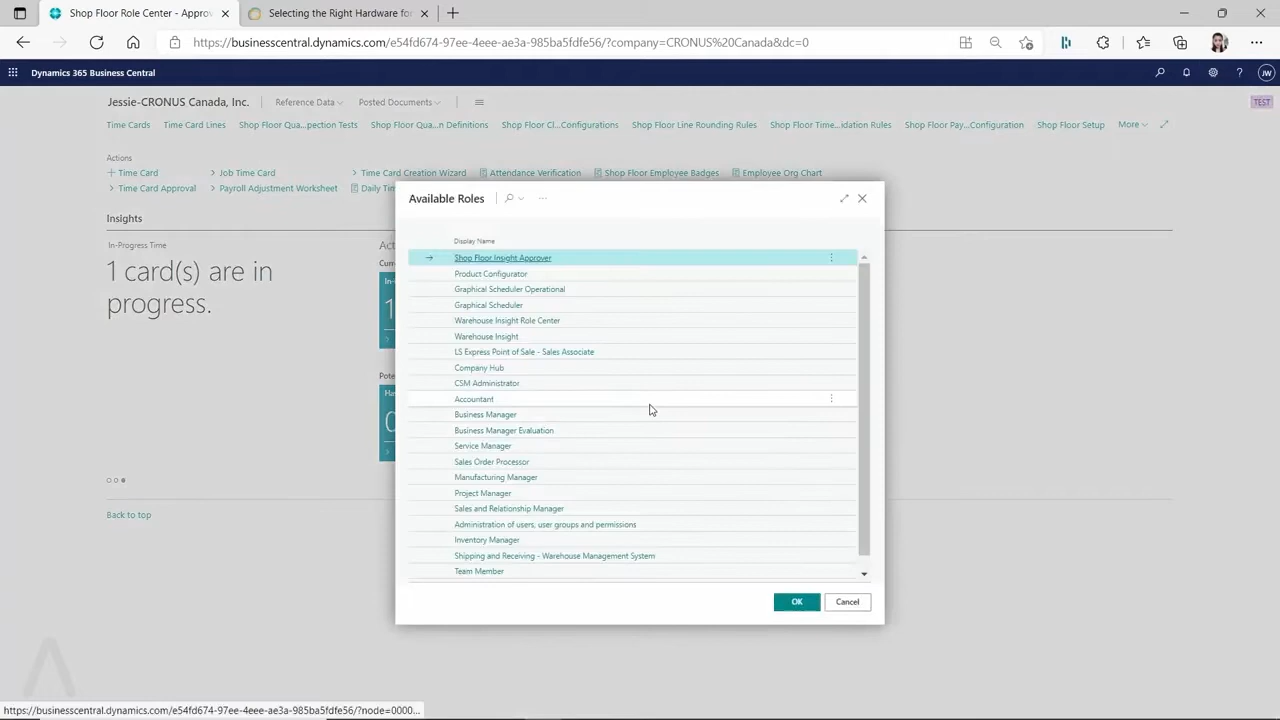 Shop Floor Role Center - Approv
Selecting the Right Hardware for
https://businesscentral.dynamics.com/e54fd674-97ee-4eee-ae3a-985ba5fdfe56/?company=CRONUS%20Canada&dc=0
Dynamics 365 Business Central
? JW
Jessie-CRONUS Canada, Inc. Reference Data Posted Documents TEST
Time Cards Time Card Lines Shop Floor Qua...pection Tests Shop Floor Qua...n Definitions Shop Floor Cl...Configurations Shop Floor Line Rounding Rules Shop Floor Time...idation Rules Shop Floor Pay...Configuration Shop Floor Setup More
Actions
+ Time Card > Job Time Card > Time Card Creation Wizard Attendance Verification Shop Floor Employee Badges Employee Org Chart
> Time Card Approval > Payroll Adjustment Worksheet Daily Tim
Insights
In-Progress Time
1 card(s) are in
progress.
Available Roles
Display Name
Shop Floor Insight Approver
Product Configurator
Graphical Scheduler Operational
Graphical Scheduler
Warehouse Insight Role Center
Warehouse Insight
LS Express Point of Sale - Sales Associate
Company Hub
CSM Administrator
Accountant
Business Manager
Business Manager Evaluation
Service Manager
Sales Order Processor
Manufacturing Manager
Project Manager
Sales and Relationship Manager
Administration of users, user groups and permissions
Inventory Manager
Shipping and Receiving - Warehouse Management System
Team Member
OK Cancel
Back to top
https://businesscentral.dynamics.com/e54fd674-97ee-4eee-ae3a-985ba5fdfe56/?node=0000...